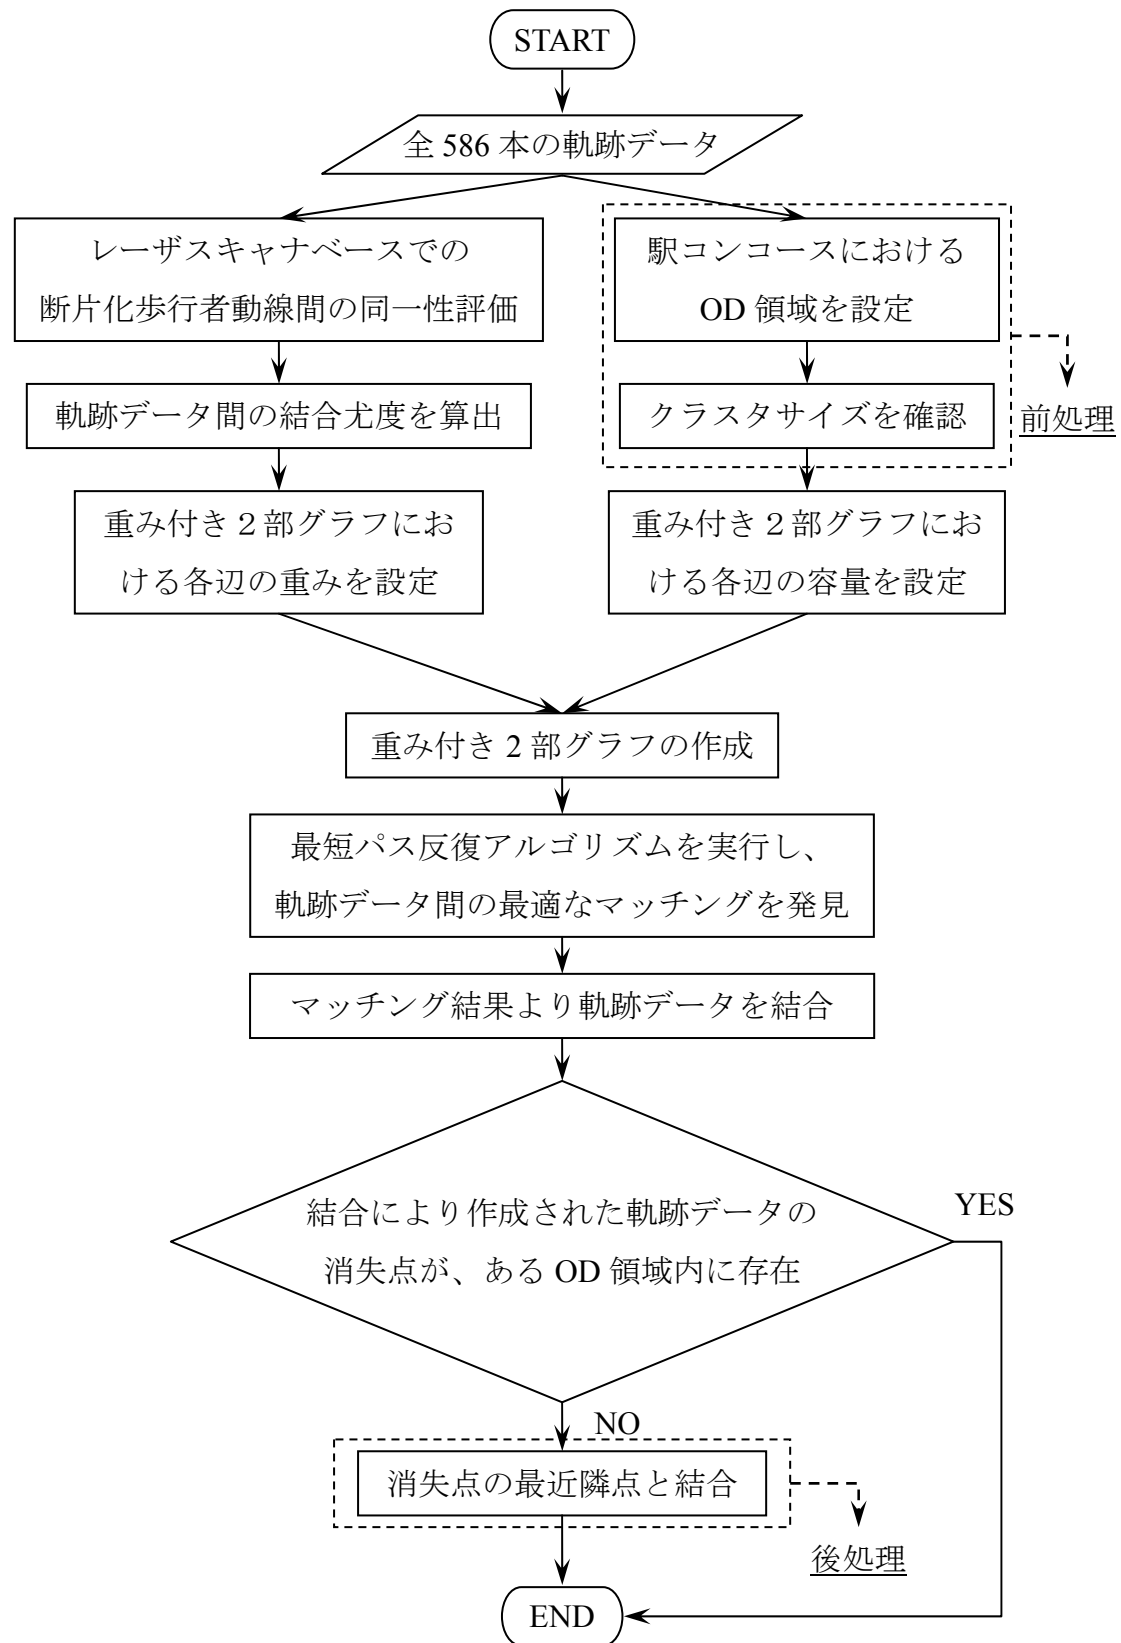 START
全 586 本の軌跡データ
レーザスキャナベースでの
断片化歩行者動線間の同一性評価
駅コンコースにおける
OD 領域を設定
軌跡データ間の結合尤度を算出
クラスタサイズを確認
前処理
重み付き２部グラフにお
ける各辺の重みを設定
重み付き２部グラフにお
ける各辺の容量を設定
重み付き 2 部グラフの作成
最短パス反復アルゴリズムを実行し、
軌跡データ間の最適なマッチングを発見
マッチング結果より軌跡データを結合
結合により作成された軌跡データの
消失点が、ある OD 領域内に存在
YES
NO
消失点の最近隣点と結合
後処理
END